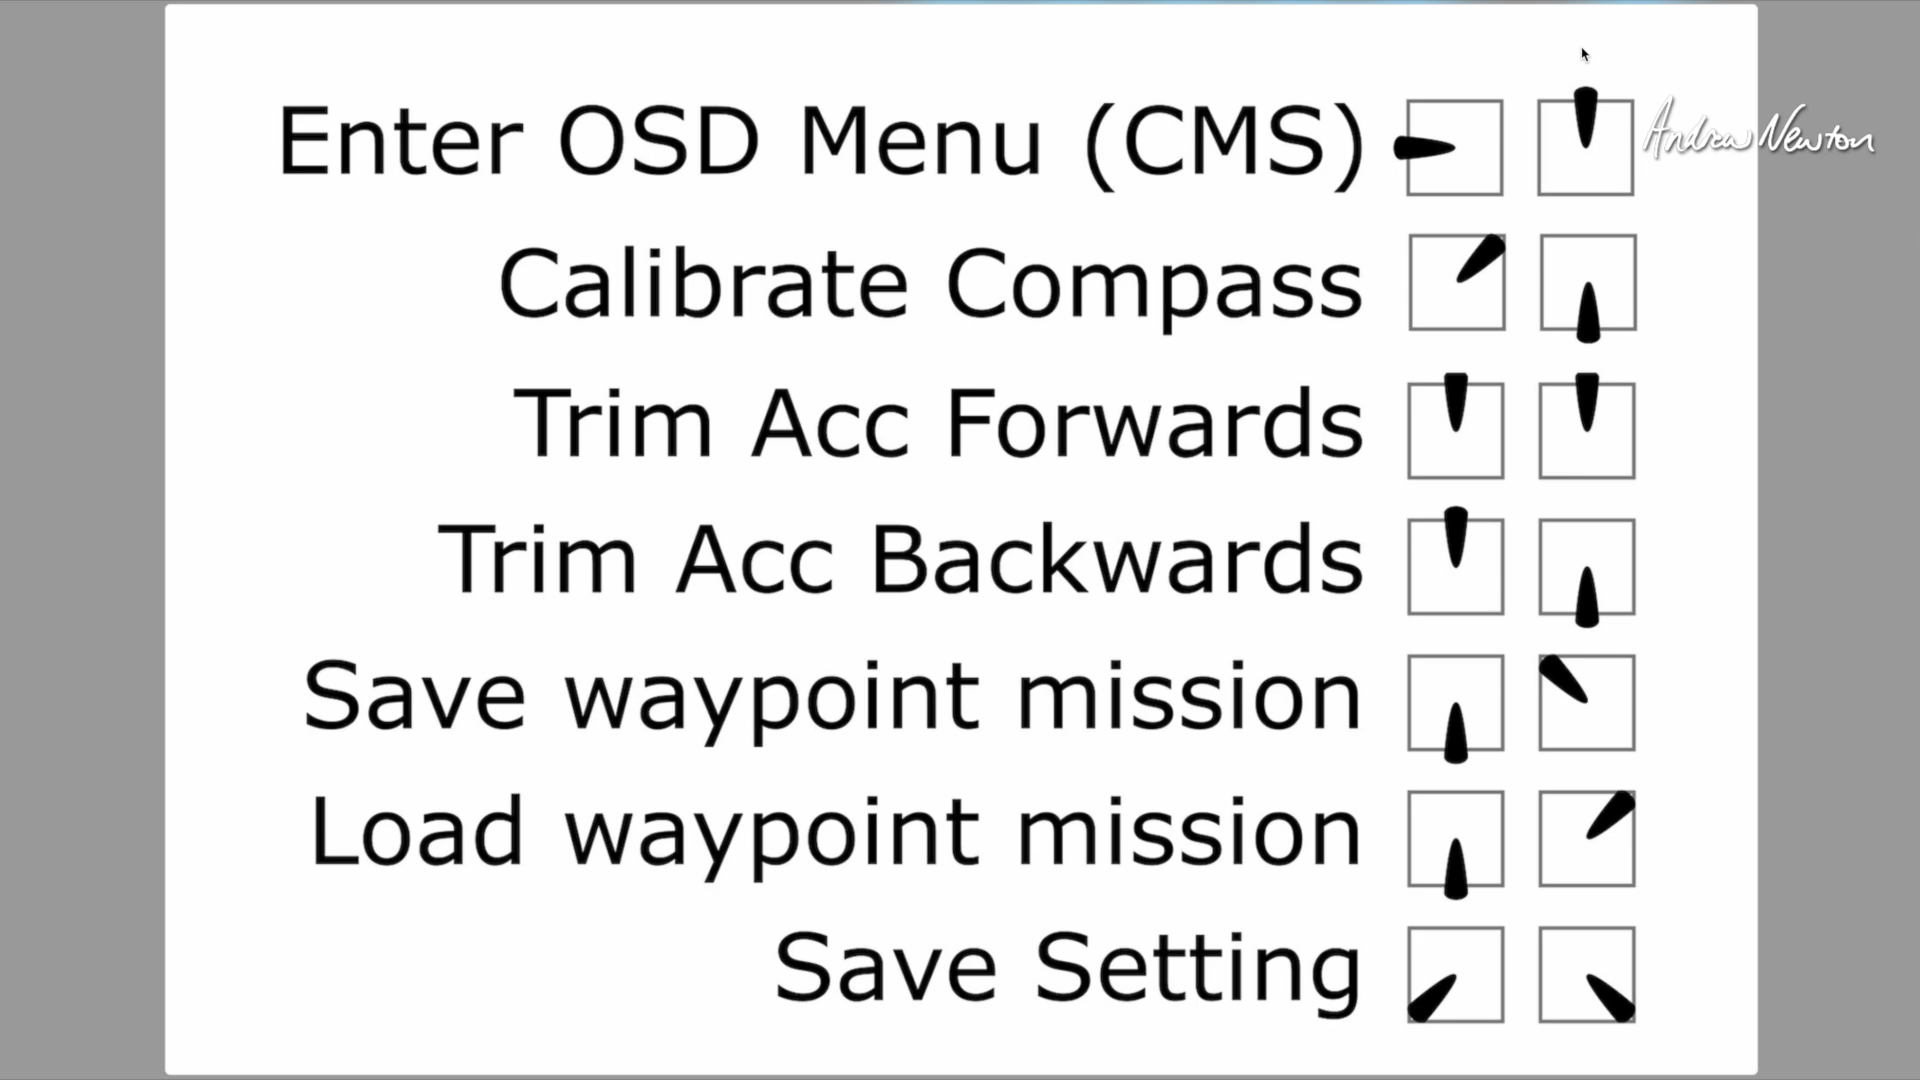 Enter OSD Menu (CMS)
Andrew Newton
Calibrate Compass
Trim Acc Forwards
Trim Acc Backwards
Save waypoint mission
Load waypoint mission
Save Setting